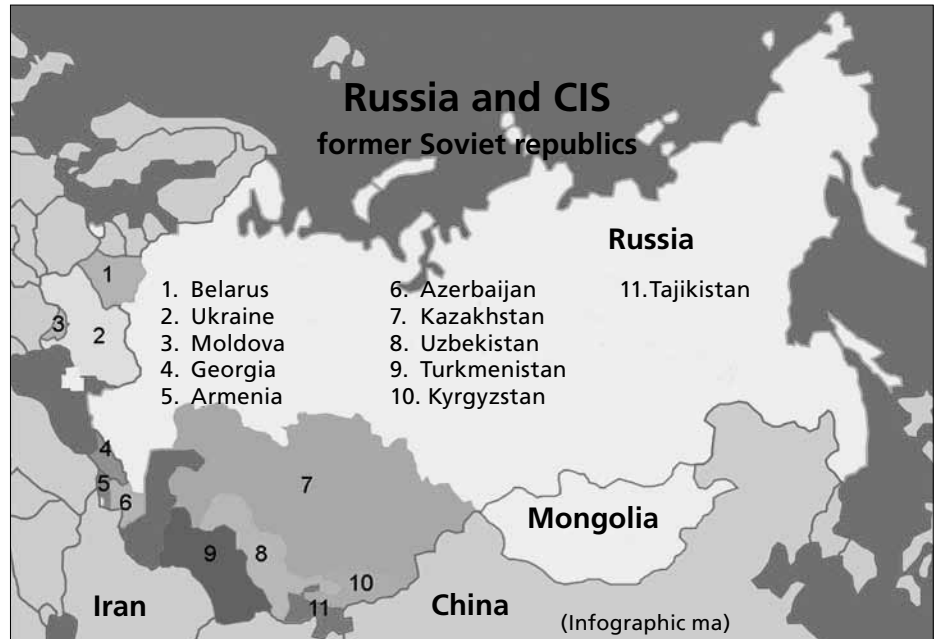 Russia and CIS
former Soviet republics
Russia
1. Belarus
2. Ukraine
3. Moldova
4. Georgia
5. Armenia
6. Azerbaijan
7. Kazakhstan
8. Uzbekistan
9. Turkmenistan
10. Kyrgyzstan
11.Tajikistan
1
2
3
4
5
6
7
8
9
10
11
Mongolia
Iran
China
(Infographic ma)